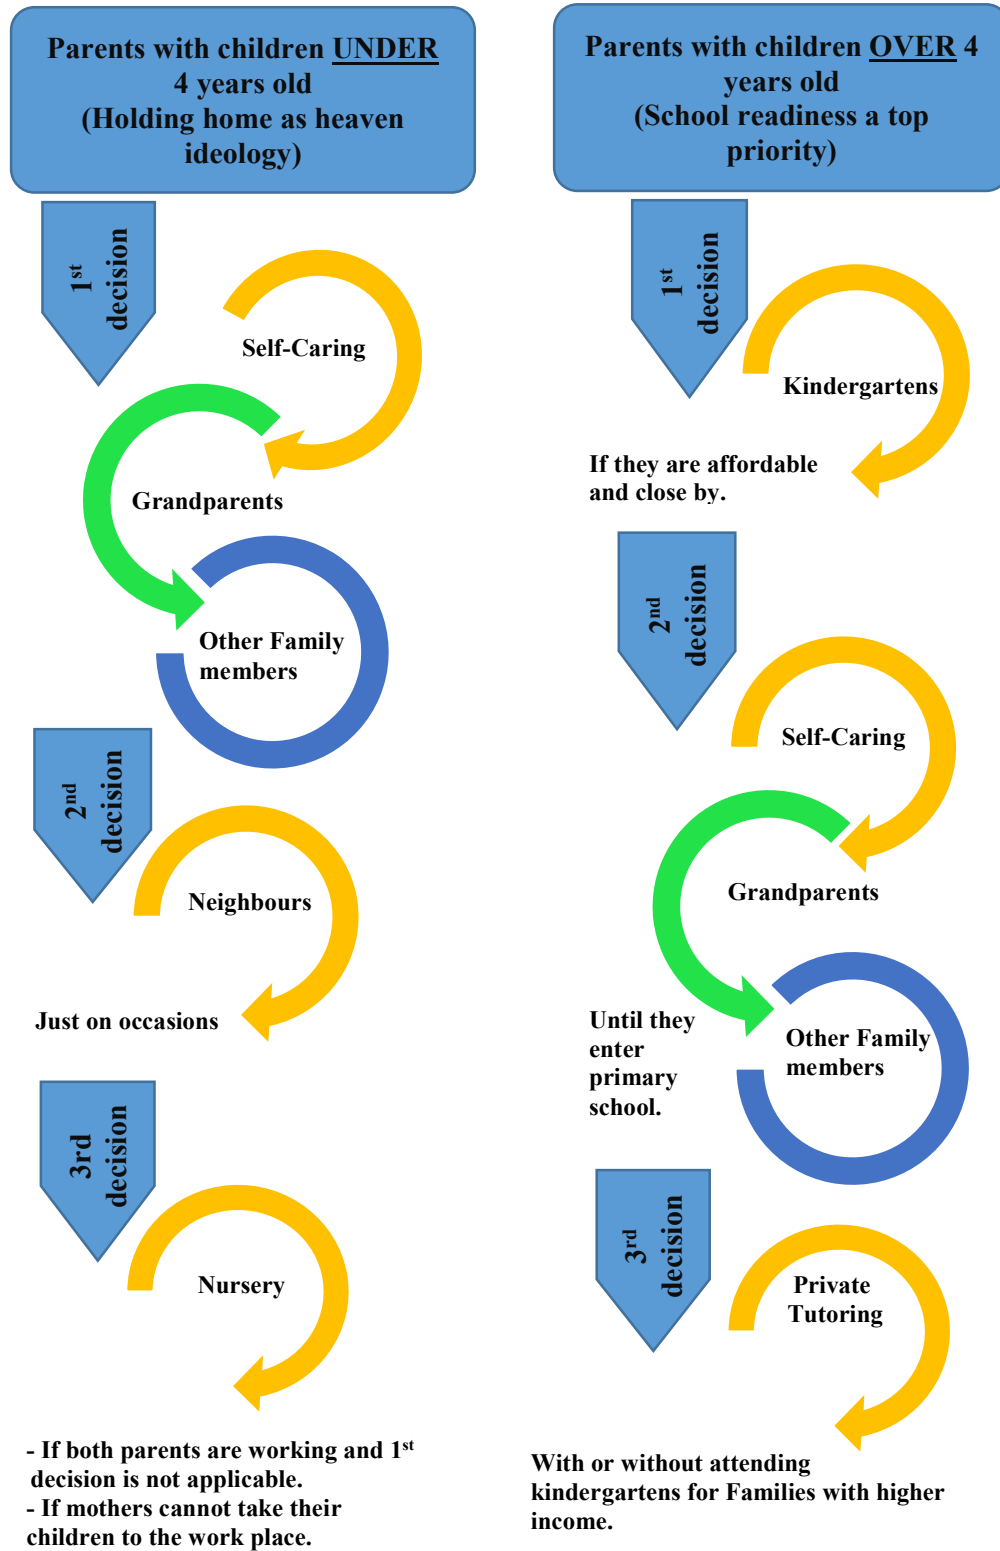 Parents with children UNDER
4 years old
(Holding home as heaven
ideology)
1st
decision
Self-Caring
Grandparents
Other Family
members
2nd
decision
Neighbours
Just on occasions
3rd
decision
Nursery
- If both parents are working and 1st
decision is not applicable.
- If mothers cannot take their
children to the work place.
Parents with children OVER 4
years old
(School readiness a top
priority)
1st
decision
Kindergartens
If they are affordable
and close by.
2nd
decision
Self-Caring
Grandparents
Until they
enter
primary
school.
Other Family
members
3rd
decision
Private
Tutoring
With or without attending
kindergartens for Families with higher
income.